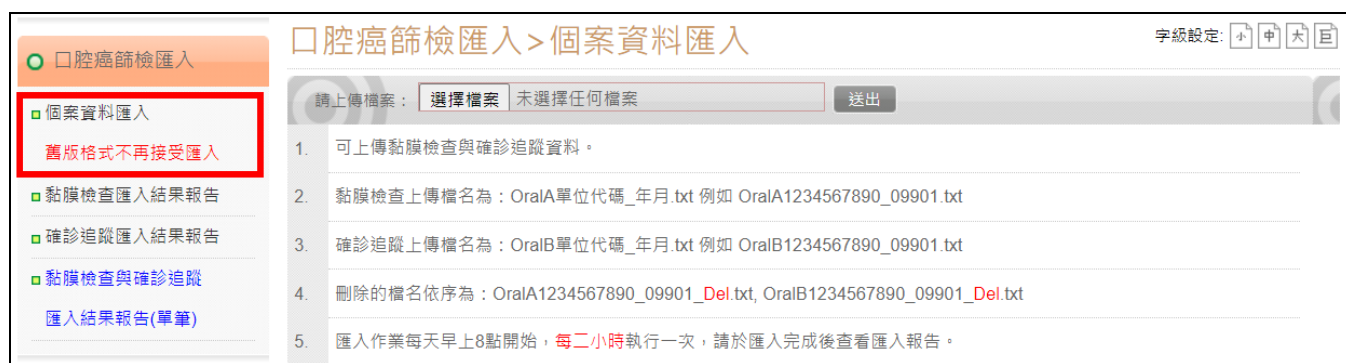 口腔癌篩檢匯入
個案資料匯入
舊版格式不再接受匯入
黏膜檢查匯入結果報告
確診追蹤匯入結果報告
黏膜檢查與確診追蹤
匯入結果報告(單筆)
口腔癌篩檢匯入>個案資料匯入
字級設定: 小 中 大 巨
請上傳檔案： 選擇檔案 未選擇任何檔案 送出
1. 可上傳黏膜檢查與確診追蹤資料。
2. 黏膜檢查上傳檔名為：OralA單位代碼_年月.txt 例如 OralA1234567890_09901.txt
3. 確診追蹤上傳檔名為：OralB單位代碼_年月.txt 例如 OralB1234567890_09901.txt
4. 刪除的檔名依序為：OralA1234567890_09901_Del.txt, OralB1234567890_09901_Del.txt
5. 匯入作業每天早上8點開始，每二小時執行一次，請於匯入完成後查看匯入報告。